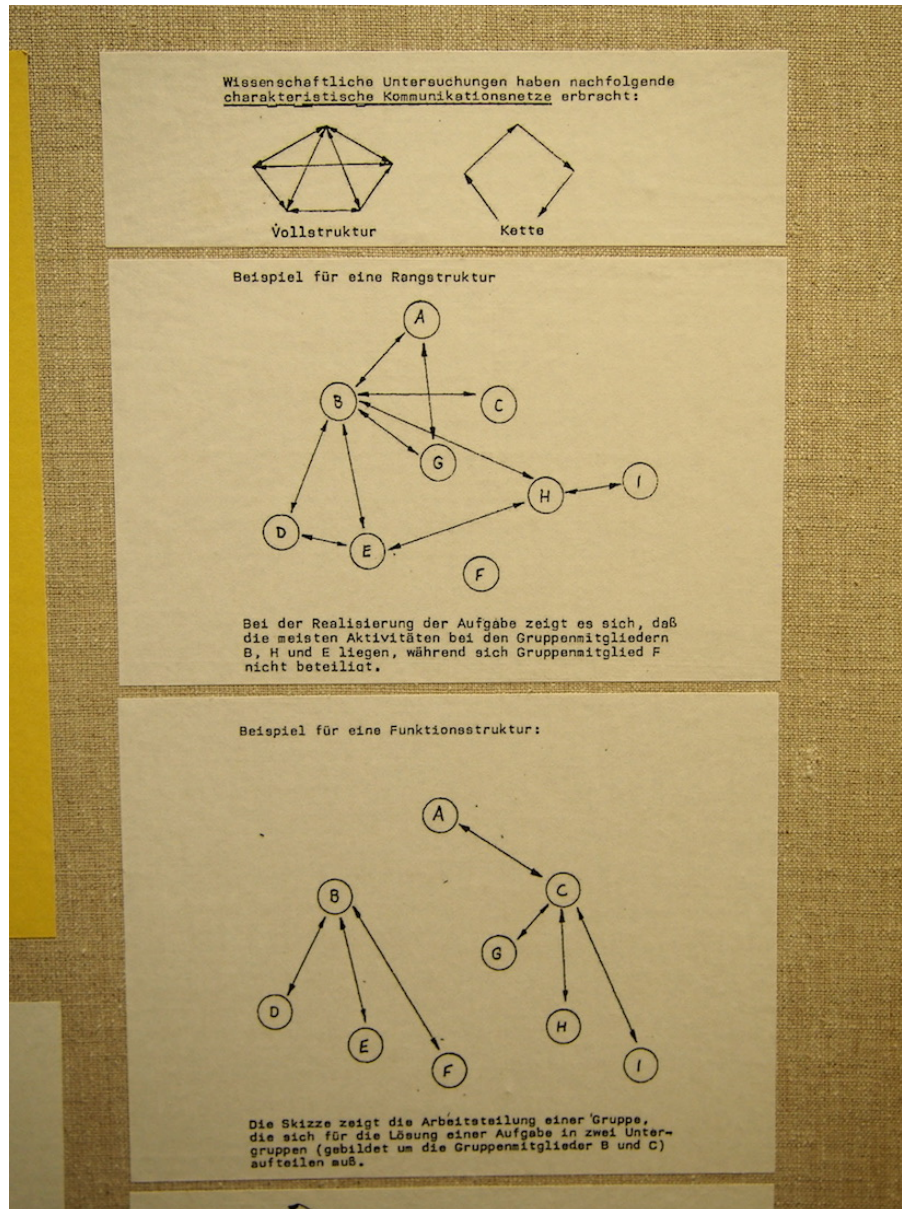 Wissenschaftliche Untersuchungen haben nachfolgende
charakteristische Kommunikationsnetze erbracht:
Vollstruktur
Kette
Beispiel für eine Rangstruktur
A
B
C
G
H
I
D
E
F
Bei der Realisierung der Aufgabe zeigt es sich, daß
die meisten Aktivitäten bei den Gruppenmitgliedern
B, H und E liegen, während sich Gruppenmitglied F
nicht beteiligt.
Beispiel für eine Funktionsstruktur:
A
B
C
G
D
H
E
F
I
Die Skizze zeigt die Arbeitsteilung einer Gruppe,
die sich für die Lösung einer Aufgabe in zwei Unter-
gruppen (gebildet um die Gruppenmitglieder B und C)
aufteilen muß.